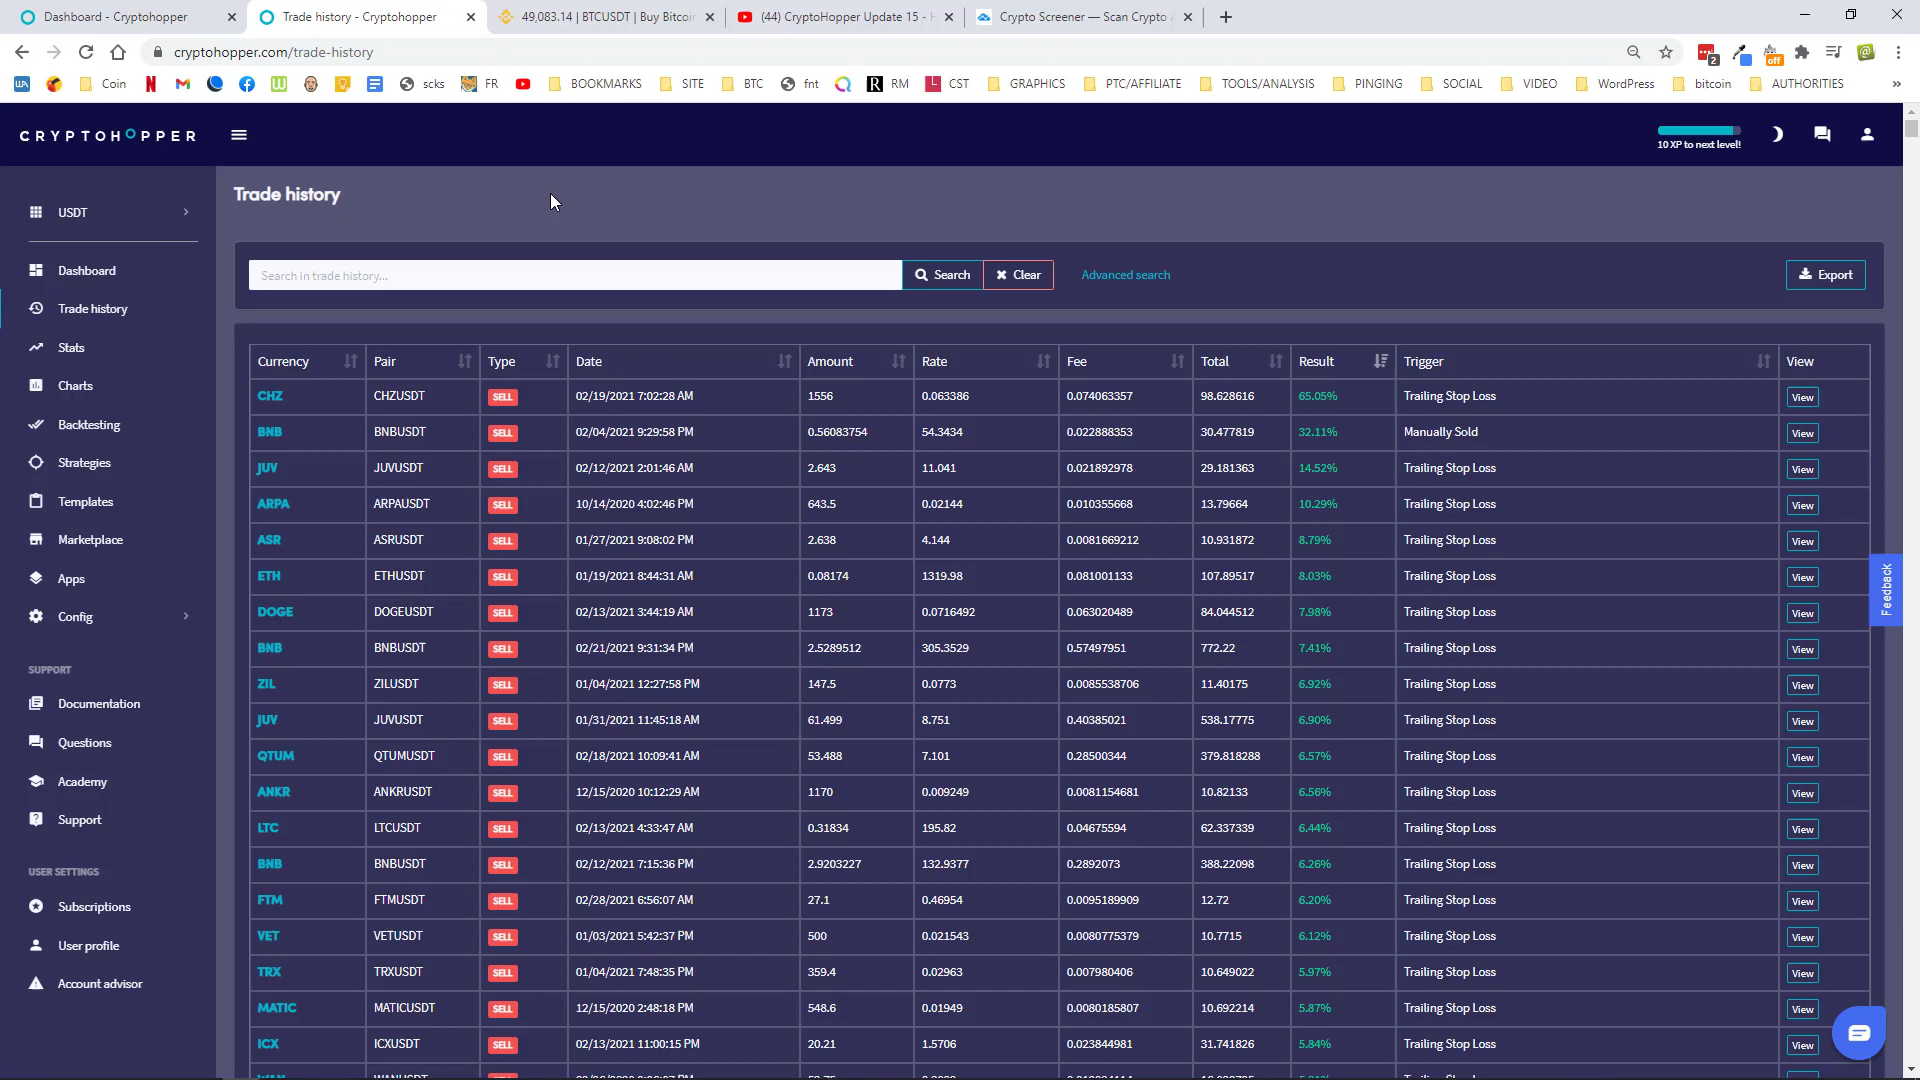 Dashboard - Cryptohopper
Trade history - Cryptohopper
49,083.14 | BTCUSDT | Buy Bitcoin
(44) CryptoHopper Update 15 -
Crypto Screener — Scan Crypto
cryptohopper.com/trade-history
2
off
Coin
scks
FR
BOOKMARKS
SITE
BTC
fnt
RM
CST
GRAPHICS
PTC/AFFILIATE
TOOLS/ANALYSIS
PINGING
SOCIAL
VIDEO
WordPress
bitcoin
AUTHORITIES
CRYPTOHOPPER
10 XP to next level!
USDT
Dashboard
Trade history
Stats
Charts
Backtesting
Strategies
Templates
Marketplace
Apps
Config
SUPPORT
Documentation
Questions
Academy
Support
USER SETTINGS
Subscriptions
User profile
Account advisor
Trade history
Search in trade history...
Search
Clear
Advanced search
Export
Currency Pair Type Date Amount Rate Fee Total Result Trigger View
CHZ CHZUSDT SELL 02/19/2021 7:02:28 AM 1556 0.063386 0.074063357 98.628616 65.05% Trailing Stop Loss View
BNB BNBUSDT SELL 02/04/2021 9:29:58 PM 0.56083754 54.3434 0.022888353 30.477819 32.11% Manually Sold View
JUV JUVUSDT SELL 02/12/2021 2:01:46 AM 2.643 11.041 0.021892978 29.181363 14.52% Trailing Stop Loss View
ARPA ARPAUSDT SELL 10/14/2020 4:02:46 PM 643.5 0.02144 0.010355668 13.79664 10.29% Trailing Stop Loss View
ASR ASRUSDT SELL 01/27/2021 9:08:02 PM 2.638 4.144 0.0081669212 10.931872 8.79% Trailing Stop Loss View
ETH ETHUSDT SELL 01/19/2021 8:44:31 AM 0.08174 1319.98 0.081001133 107.89517 8.03% Trailing Stop Loss View
DOGE DOGEUSDT SELL 02/13/2021 3:44:19 AM 1173 0.0716492 0.063020489 84.044512 7.98% Trailing Stop Loss View
BNB BNBUSDT SELL 02/21/2021 9:31:34 PM 2.5289512 305.3529 0.57497951 772.22 7.41% Trailing Stop Loss View
ZIL ZILUSDT SELL 01/04/2021 12:27:58 PM 147.5 0.0773 0.0085538706 11.40175 6.92% Trailing Stop Loss View
JUV JUVUSDT SELL 01/31/2021 11:45:18 AM 61.499 8.751 0.40385021 538.17775 6.90% Trailing Stop Loss View
QTUM QTUMUSDT SELL 02/18/2021 10:09:41 AM 53.488 7.101 0.28500344 379.818288 6.57% Trailing Stop Loss View
ANKR ANKRUSDT SELL 12/15/2020 10:12:29 AM 1170 0.009249 0.0081154681 10.82133 6.56% Trailing Stop Loss View
LTC LTCUSDT SELL 02/13/2021 4:33:47 AM 0.31834 195.82 0.04675594 62.337339 6.44% Trailing Stop Loss View
BNB BNBUSDT SELL 02/12/2021 7:15:36 PM 2.9203227 132.9377 0.2892073 388.22098 6.26% Trailing Stop Loss View
FTM FTMUSDT SELL 02/28/2021 6:56:07 AM 27.1 0.46954 0.0095189909 12.72 6.20% Trailing Stop Loss View
VET VETUSDT SELL 01/03/2021 5:42:37 PM 500 0.021543 0.0080775379 10.7715 6.12% Trailing Stop Loss View
TRX TRXUSDT SELL 01/04/2021 7:48:35 PM 359.4 0.02963 0.007980406 10.649022 5.97% Trailing Stop Loss View
MATIC MATICUSDT SELL 12/15/2020 2:48:18 PM 548.6 0.01949 0.0080185807 10.692214 5.87% Trailing Stop Loss View
ICX ICXUSDT SELL 02/13/2021 11:00:15 PM 20.21 1.5706 0.023844981 31.741826 5.84% Trailing Stop Loss View
Feedback